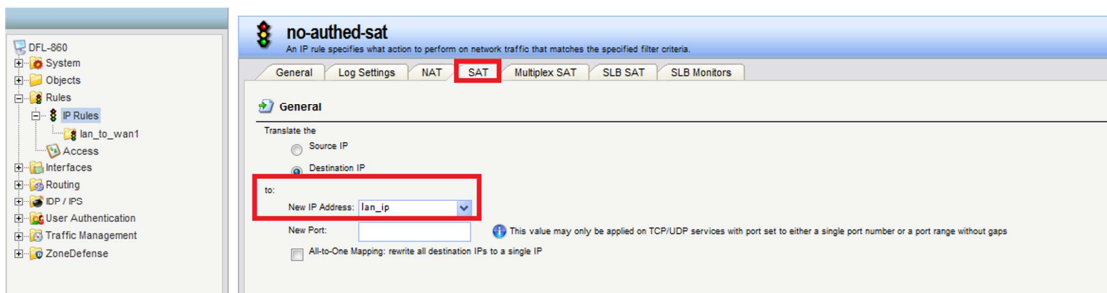 DFL-860
System
Objects
Rules
IP Rules
lan_to_wan1
Access
Interfaces
Routing
IDP / IPS
User Authentication
Traffic Management
ZoneDefense
no-authed-sat
An IP rule specifies what action to perform on network traffic that matches the specified filter criteria.
General Log Settings NAT SAT Multiplex SAT SLB SAT SLB Monitors
General
Translate the
Source IP
Destination IP
to:
New IP Address: lan_ip
New Port: This value may only be applied on TCP/UDP services with port set to either a single port number or a port range without gaps
All-to-One Mapping: rewrite all destination IPs to a single IP